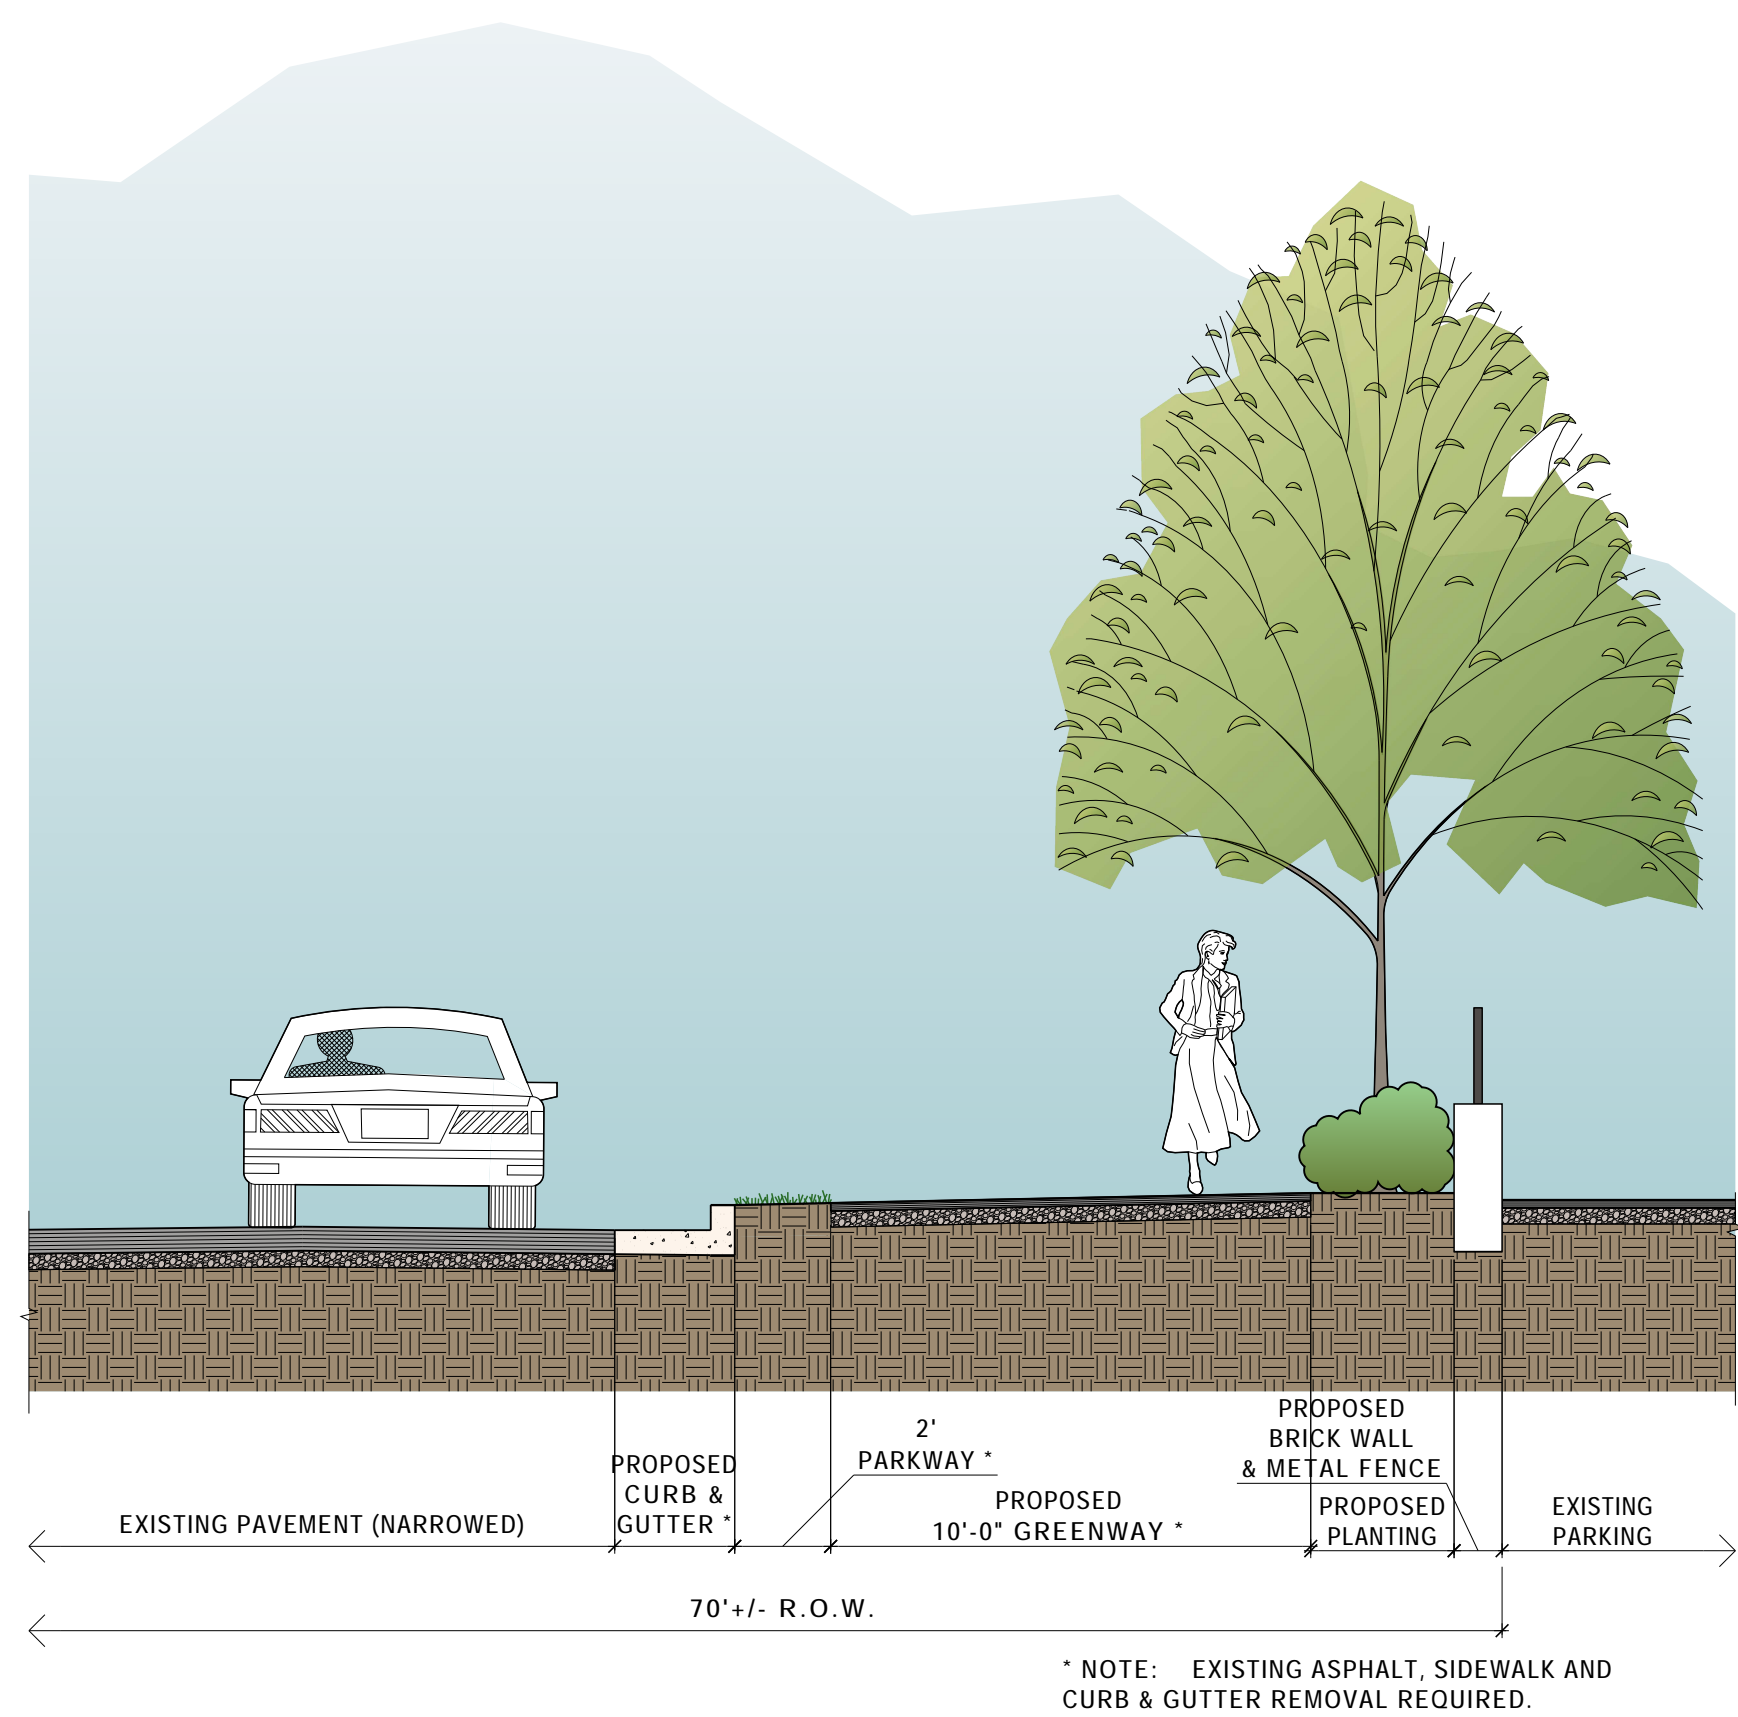 EXISTING PAVEMENT (NARROWED)
PROPOSED
CURB &
GUTTER *
2'
PARKWAY *
PROPOSED
10'-0" GREENWAY *
PROPOSED
BRICK WALL
& METAL FENCE
PROPOSED
PLANTING
EXISTING
PARKING
70'+/- R.O.W.
* NOTE: EXISTING ASPHALT, SIDEWALK AND
CURB & GUTTER REMOVAL REQUIRED.